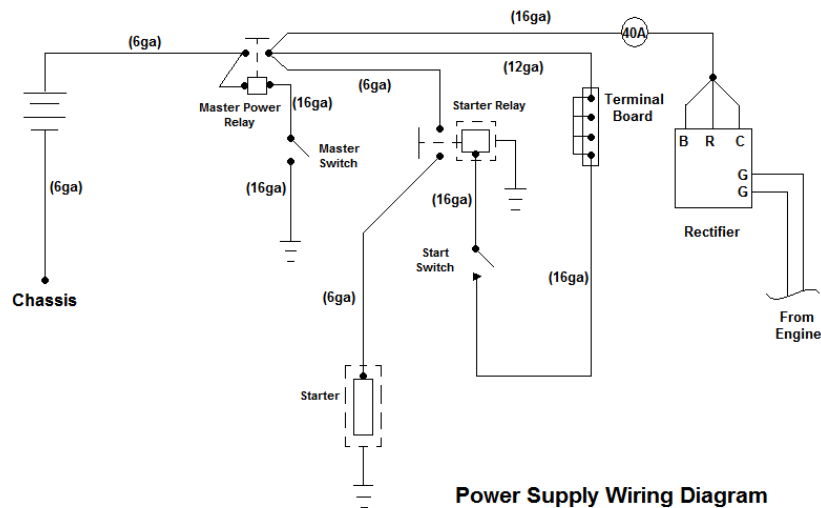 (16ga)
(6ga)
40A
(12ga)
(6ga)
Master Power
Relay
(16ga)
Starter Relay
Terminal
Board
Master
Switch
B R C
G
G
(6ga)
(16ga)
(16ga)
Rectifier
Start
Switch
(16ga)
Chassis
(6ga)
From
Engine
Starter
Power Supply Wiring Diagram